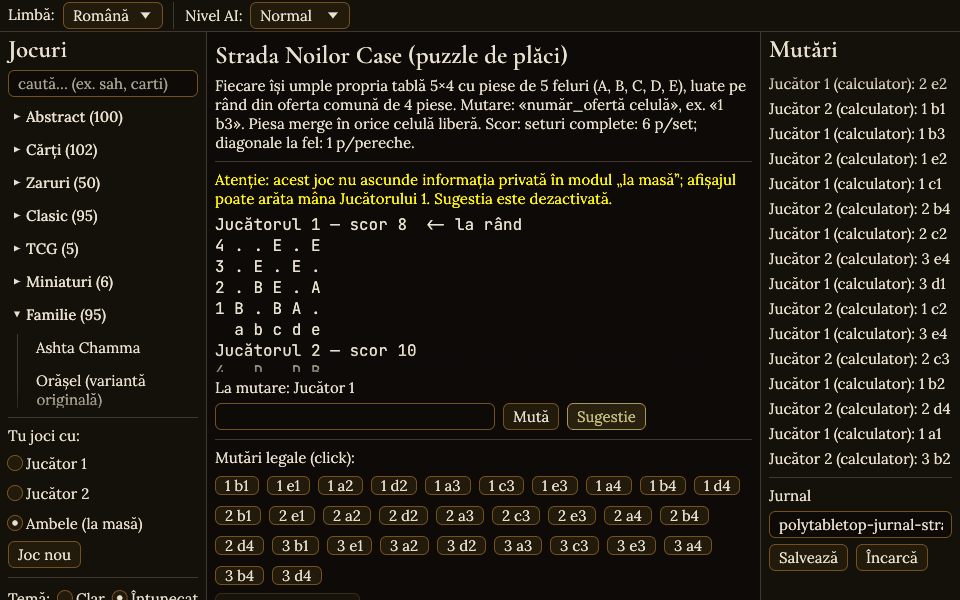 Limbă: Română ▼ Nivel AI: Normal ▼
Jocuri
caută... (ex. sah, carti)
▸ Abstract (100)
▸ Cărți (102)
▸ Zaruri (50)
▸ Clasic (95)
▸ TCG (5)
▸ Miniaturi (6)
▾ Familie (95)
Ashta Chamma
Orășel (variantă
originală)
Tu joci cu:
Jucător 1
Jucător 2
Ambele (la masă)
Joc nou
Temă: Clar Întunecat
Strada Noilor Case (puzzle de plăci)
Fiecare își umple propria tablă 5×4 cu piese de 5 feluri (A, B, C, D, E), luate pe
rând din oferta comună de 4 piese. Mutare: «număr_ofertă celulă», ex. «1
b3». Piesa merge în orice celulă liberă. Scor: seturi complete: 6 p/set;
diagonale la fel: 1 p/pereche.
Atenție: acest joc nu ascunde informația privată în modul „la masă”; afișajul
poate arăta mâna Jucătorului 1. Sugestia este dezactivată.
Jucătorul 1 — scor 8 ← la rând
4 . . E . E
3 . E . E .
2 . B E . A
1 B . B A .
a b c d e
Jucătorul 2 — scor 10
4 . D . D B
La mutare: Jucător 1
Mută Sugestie
Mutări legale (click):
1 b1 1 e1 1 a2 1 d2 1 a3 1 c3 1 e3 1 a4 1 b4 1 d4
2 b1 2 e1 2 a2 2 d2 2 a3 2 c3 2 e3 2 a4 2 b4
2 d4 3 b1 3 e1 3 a2 3 d2 3 a3 3 c3 3 e3 3 a4
3 b4 3 d4
Mutări
Jucător 1 (calculator): 2 e2
Jucător 2 (calculator): 1 b1
Jucător 1 (calculator): 1 b3
Jucător 2 (calculator): 1 e2
Jucător 1 (calculator): 1 c1
Jucător 2 (calculator): 2 b4
Jucător 1 (calculator): 2 c2
Jucător 2 (calculator): 3 e4
Jucător 1 (calculator): 3 d1
Jucător 2 (calculator): 1 c2
Jucător 1 (calculator): 3 e4
Jucător 2 (calculator): 2 c3
Jucător 1 (calculator): 1 b2
Jucător 2 (calculator): 2 d4
Jucător 1 (calculator): 1 a1
Jucător 2 (calculator): 3 b2
Jurnal
polytabletop-jurnal-stra
Salvează Încarcă